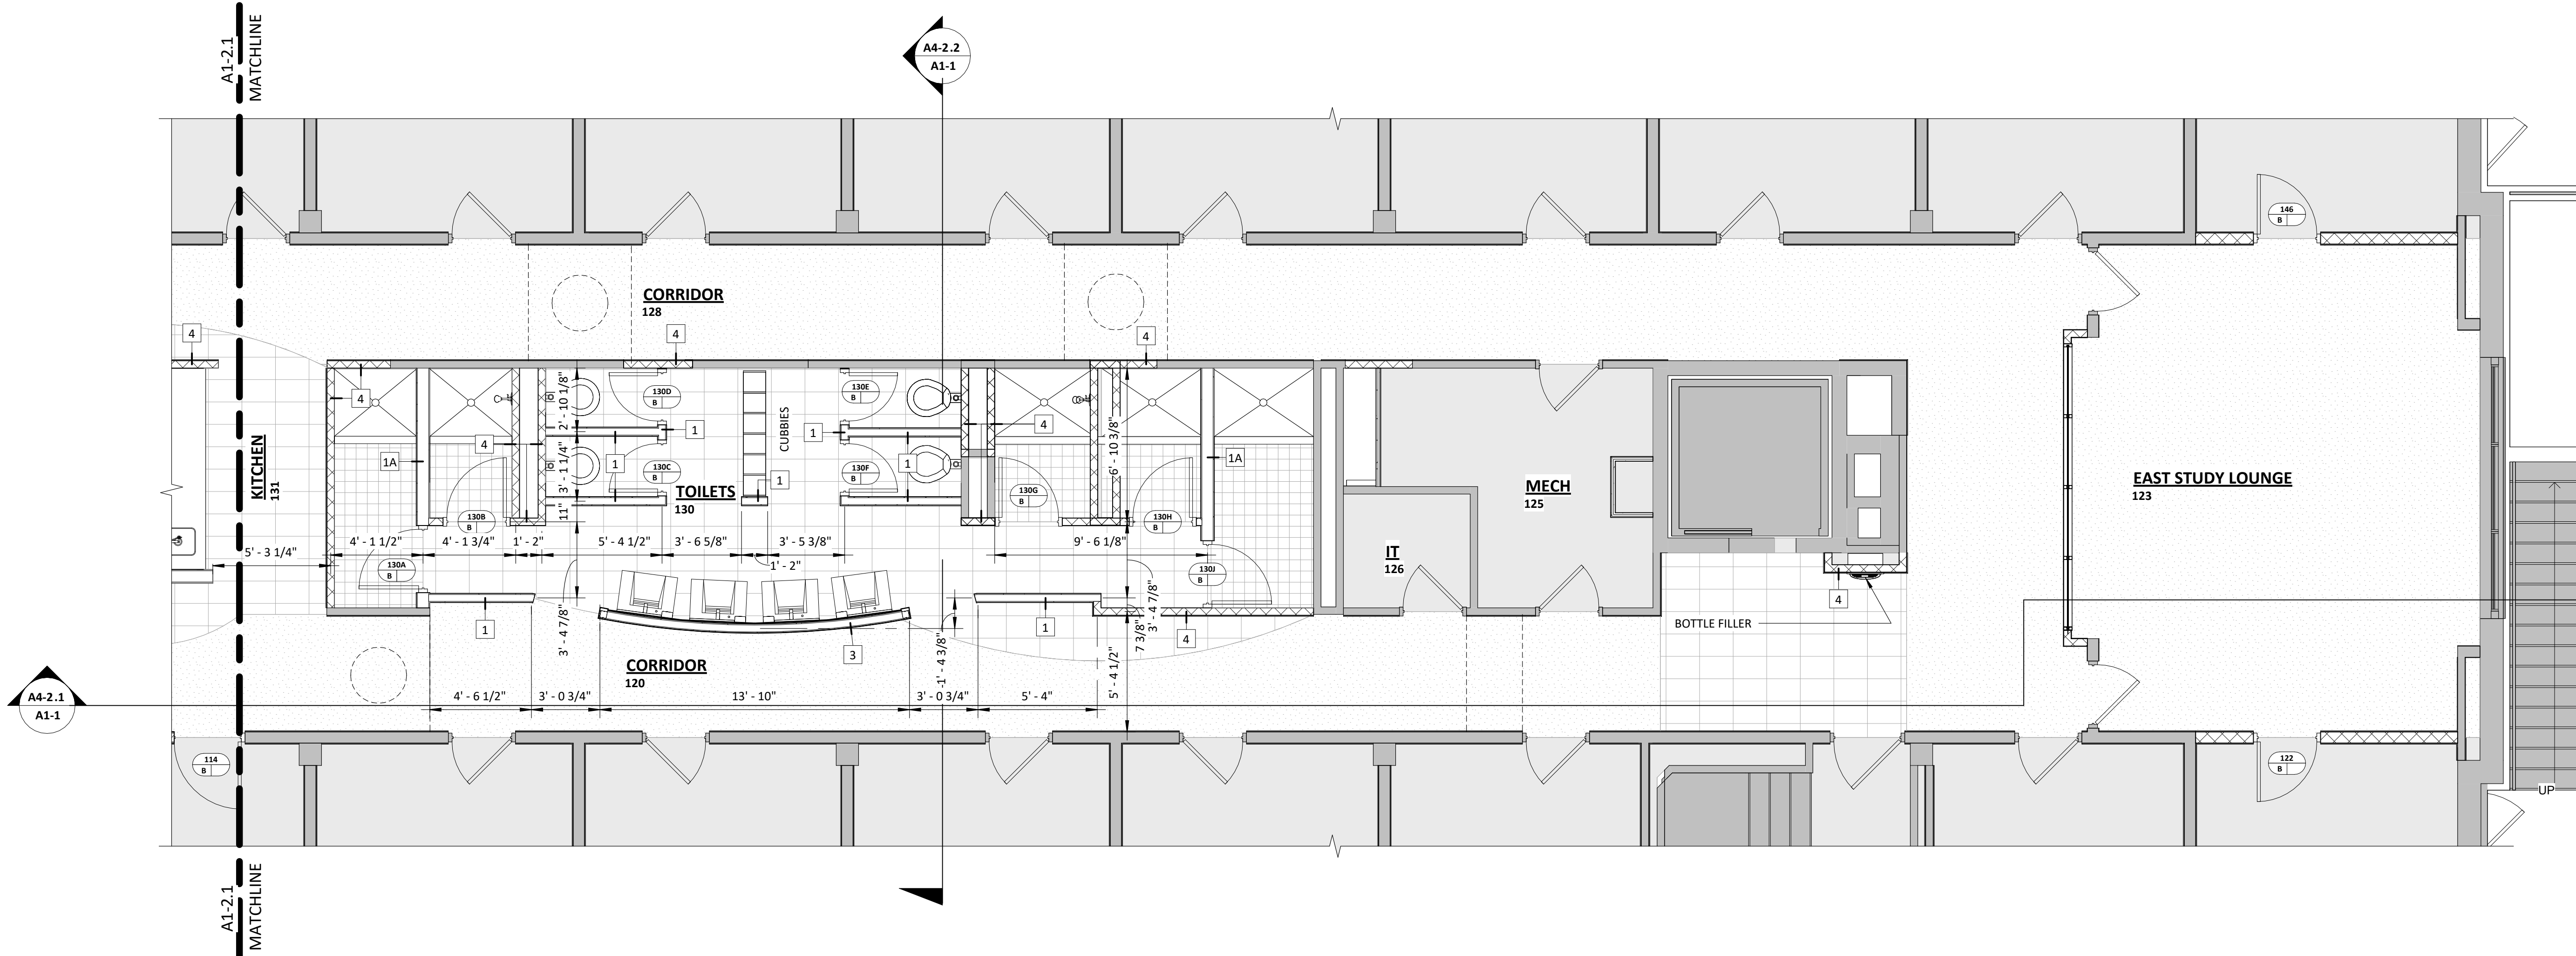 A1-2.1
MATCHLINE
A4-2.2
A1-1
146
B
CORRIDOR
128
4
4
4
4
130D
B
130E
B
2' - 10 1/8"
CUBBIES
1
1
4
4
6' - 10 3/8"
KITCHEN
131
1A
3' - 1 1/4"
1
130C
B
130F
B
1
1A
1
TOILETS
130
130G
B
MECH
125
EAST STUDY LOUNGE
123
11"
130B
B
130H
B
5' - 3 1/4"
4' - 1 1/2"
4' - 1 3/4"
1' - 2"
5' - 4 1/2"
3' - 6 5/8"
1' - 2"
3' - 5 3/8"
9' - 6 1/8"
IT
126
130A
B
130J
B
4
3' - 4 7/8"
3' - 4 7/8"
7 3/8"
BOTTLE FILLER
1
1
3
4
1' - 4 3/8"
5' - 4 1/2"
CORRIDOR
120
A4-2.1
A1-1
4' - 6 1/2"
3' - 0 3/4"
13' - 10"
3' - 0 3/4"
5' - 4"
114
B
122
B
UP
A1-2.1
MATCHLINE